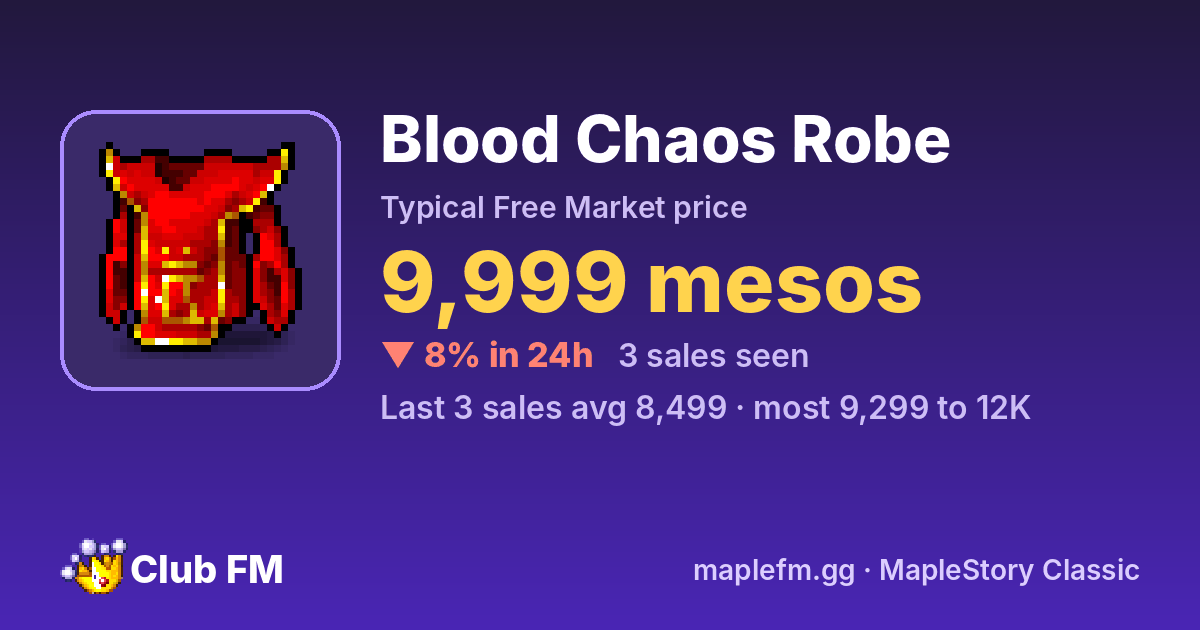 Blood Chaos Robe
Typical Free Market price
9,999 mesos
▼ 8% in 24h 3 sales seen
Last 3 sales avg 8,499 · most 9,299 to 12K
Club FM
maplefm.gg · MapleStory Classic